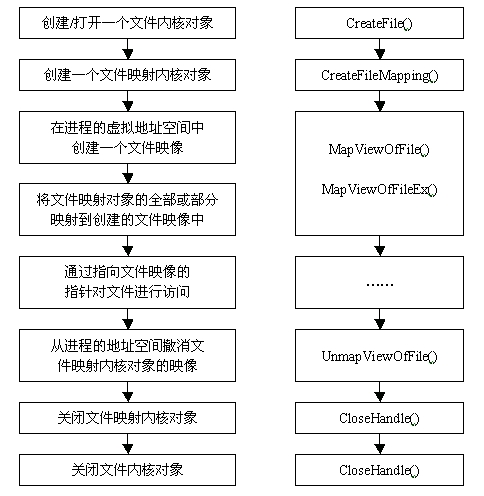 创建/打开一个文件内核对象
CreateFile()
创建一个文件映射内核对象
CreateFileMapping()
在进程的虚拟地址空间中
创建一个文件映像
MapViewOfFile()
MapViewOfFileEx()
将文件映射对象的全部或部分
映射到创建的文件映像中
通过指向文件映像的
指针对文件进行访问
……
从进程的地址空间撤消文
件映射内核对象的映像
UnmapViewOfFile()
关闭文件映射内核对象
CloseHandle()
关闭文件内核对象
CloseHandle()